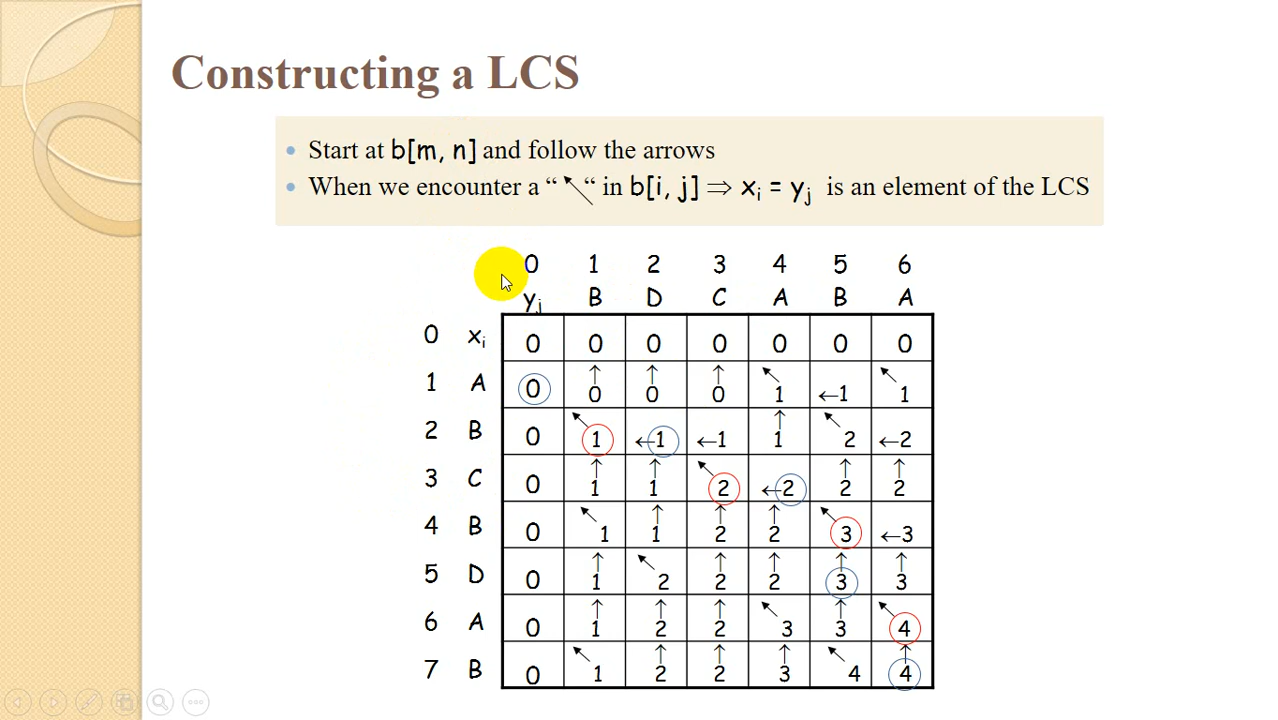 Constructing a LCS
• Start at b[m, n] and follow the arrows
• When we encounter a “ ↖ “ in b[i, j] ⇒ xi = yj is an element of the LCS
0 1 2 3 4 5 6
yj B D C A B A
0 xi 0 0 0 0 0 0 0
1 A 0 ↑0 ↑0 ↑0 ↖1 ←1 ↖1
2 B 0 ↖1 ←1 ←1 ↑1 ↖2 ←2
3 C 0 ↑1 ↑1 ↖2 ←2 ↑2 ↑2
4 B 0 ↖1 ↑1 ↑2 ↑2 ↖3 ←3
5 D 0 ↑1 ↖2 ↑2 ↑2 ↑3 ↑3
6 A 0 ↑1 ↑2 ↑2 ↖3 ↑3 ↖4
7 B 0 ↖1 ↑2 ↑2 ↑3 ↖4 ↑4